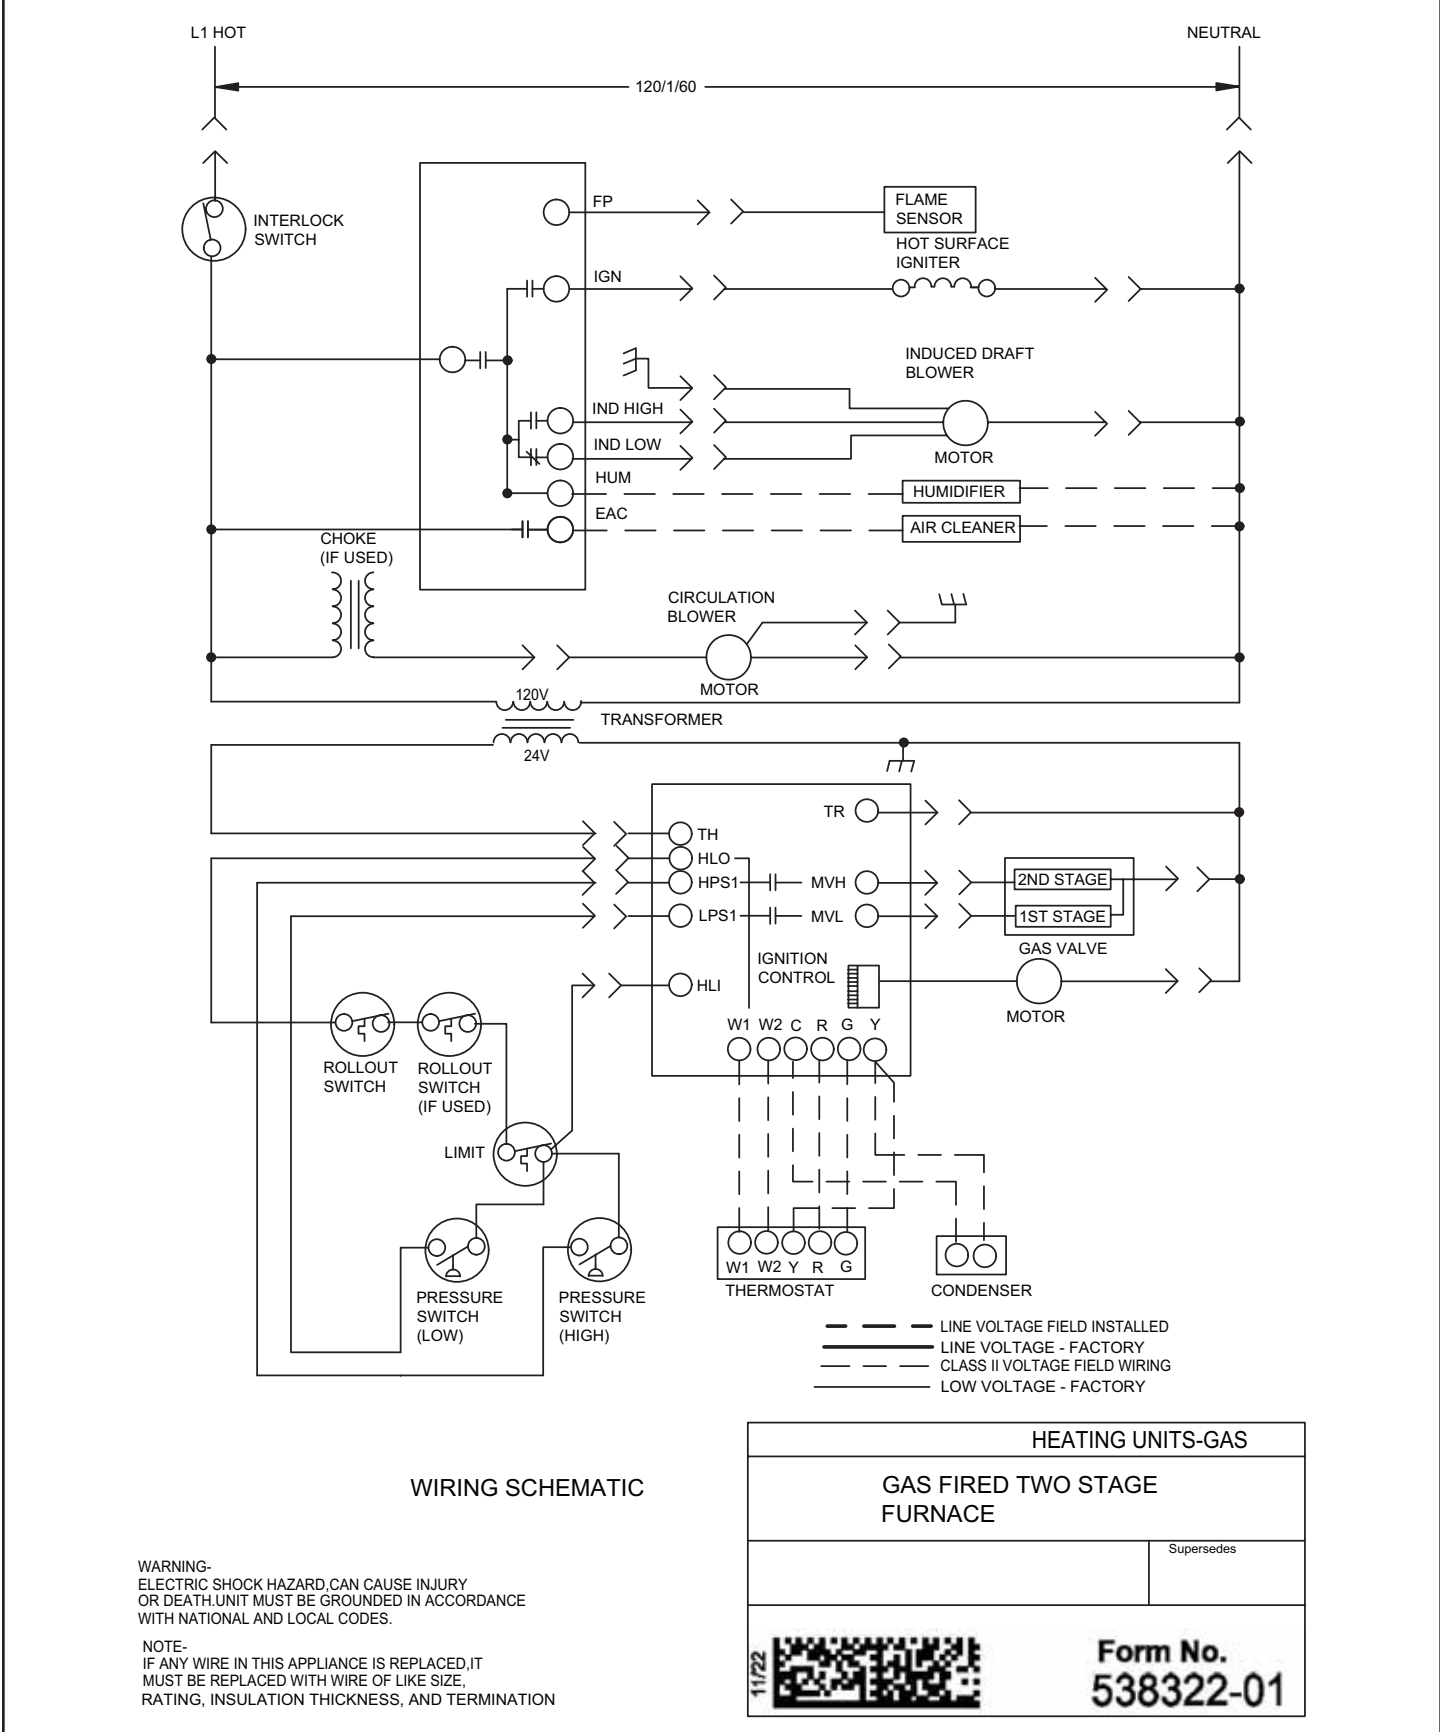 L1 HOT
NEUTRAL
120/1/60
INTERLOCK
SWITCH
FP
FLAME
SENSOR
HOT SURFACE
IGNITER
IGN
INDUCED DRAFT
BLOWER
IND HIGH
IND LOW
MOTOR
HUM
HUMIDIFIER
EAC
AIR CLEANER
CHOKE
(IF USED)
CIRCULATION
BLOWER
MOTOR
120V
TRANSFORMER
24V
TR
TH
HLO
HPS1
MVH
2ND STAGE
LPS1
MVL
1ST STAGE
GAS VALVE
IGNITION
CONTROL
HLI
MOTOR
W1 W2 C R G Y
ROLLOUT
SWITCH
ROLLOUT
SWITCH
(IF USED)
LIMIT
W1 W2 Y R G
THERMOSTAT
CONDENSER
PRESSURE
SWITCH
(LOW)
PRESSURE
SWITCH
(HIGH)
LINE VOLTAGE FIELD INSTALLED
LINE VOLTAGE - FACTORY
CLASS II VOLTAGE FIELD WIRING
LOW VOLTAGE - FACTORY
WIRING SCHEMATIC
HEATING UNITS-GAS
GAS FIRED TWO STAGE
FURNACE
Supersedes
WARNING-
ELECTRIC SHOCK HAZARD,CAN CAUSE INJURY
OR DEATH.UNIT MUST BE GROUNDED IN ACCORDANCE
WITH NATIONAL AND LOCAL CODES.
NOTE-
IF ANY WIRE IN THIS APPLIANCE IS REPLACED,IT
MUST BE REPLACED WITH WIRE OF LIKE SIZE,
RATING, INSULATION THICKNESS, AND TERMINATION
11/22
Form No.
538322-01